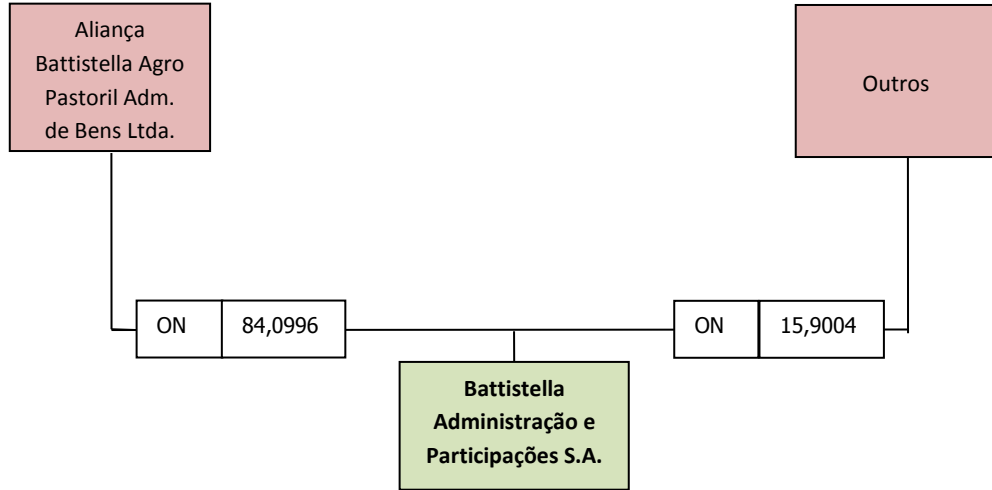 Aliança
Battistella Agro
Pastoril Adm.
de Bens Ltda.
Outros
ON
84,0996
ON
15,9004
Battistella
Administração e
Participações S.A.